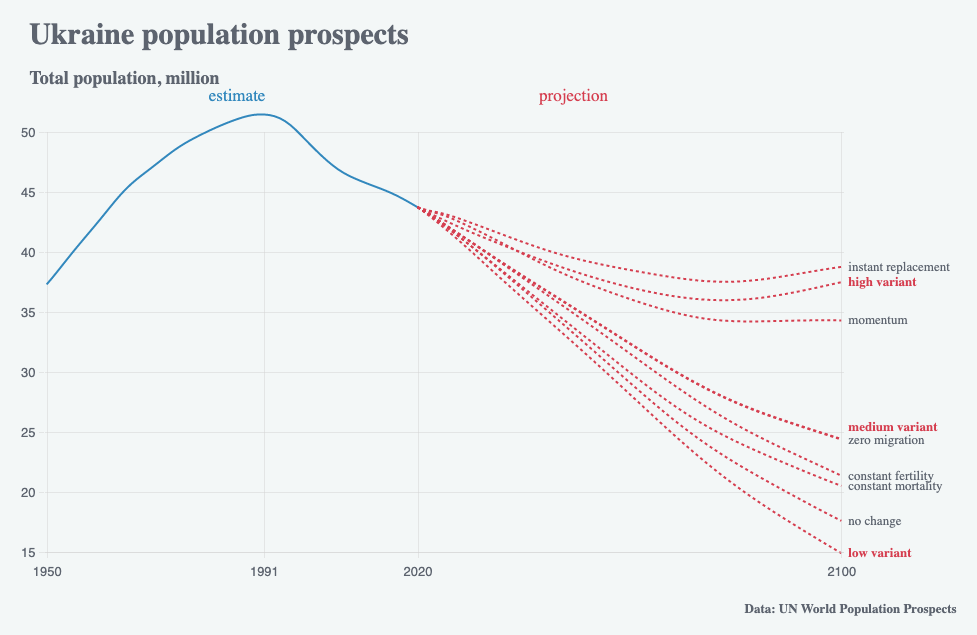 Ukraine population prospects
Total population, million
estimate
projection
50
45
40
35
30
25
20
15
instant replacement
high variant
momentum
medium variant
zero migration
constant fertility
constant mortality
no change
low variant
1950
1991
2020
2100
Data: UN World Population Prospects